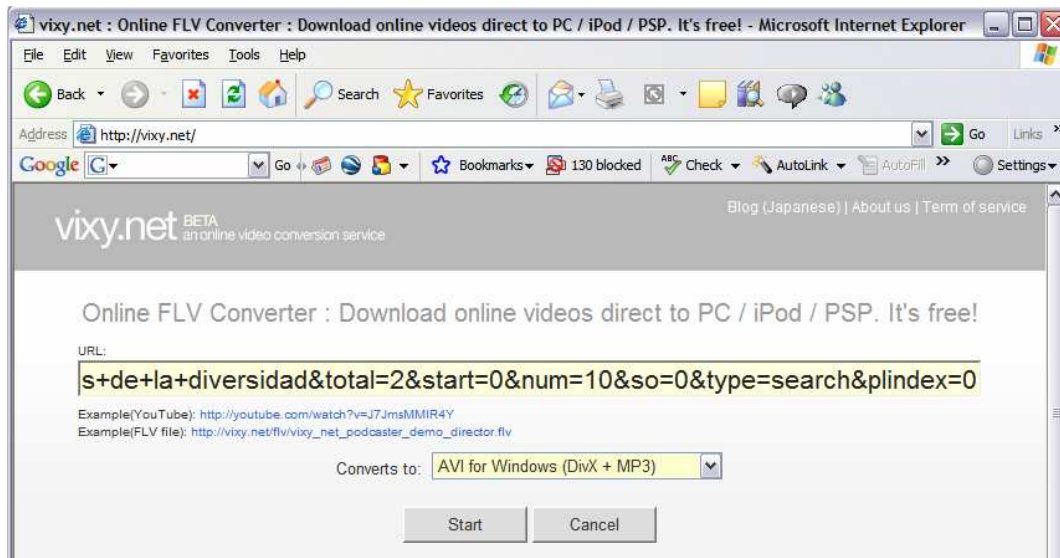 vixy.net : Online FLV Converter : Download online videos direct to PC / iPod / PSP. It's free! - Microsoft Internet Explorer
File Edit View Favorites Tools Help
Back Search Favorites
Address http://vixy.net/ Go Links »
Google G Go Bookmarks 130 blocked ABC Check AutoLink AutoFill » Settings
vixy.net BETA an online video conversion service
Blog (Japanese) | About us | Term of service
Online FLV Converter : Download online videos direct to PC / iPod / PSP. It's free!
URL:
s+de+la+diversidad&total=2&start=0&num=10&so=0&type=search&plindex=0
Example(YouTube): http://youtube.com/watch?v=J7JmsMMIR4Y
Example(FLV file): http://vixy.net/flv/vixy_net_podcaster_demo_director.flv
Converts to: AVI for Windows (DivX + MP3)
Start Cancel